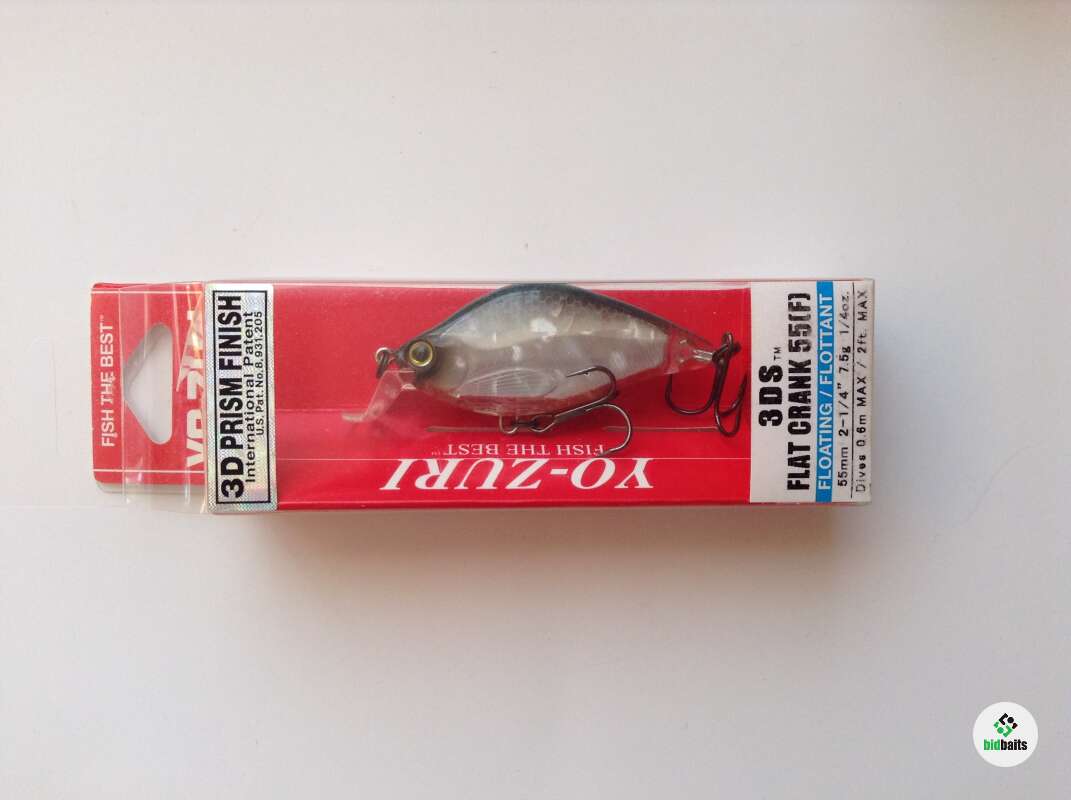 FISH THE BEST™
3D PRISM FINISH
International Patent
U.S. Pat. No. 8,931,205
YO-ZURI
FISH THE BEST™
3DS™
FLAT CRANK 55(F)
FLOATING / FLOTTANT
55mm 2-1/4" 7.5g 1/4oz.
Dives 0.6m MAX / 2ft. MAX
bidbaits